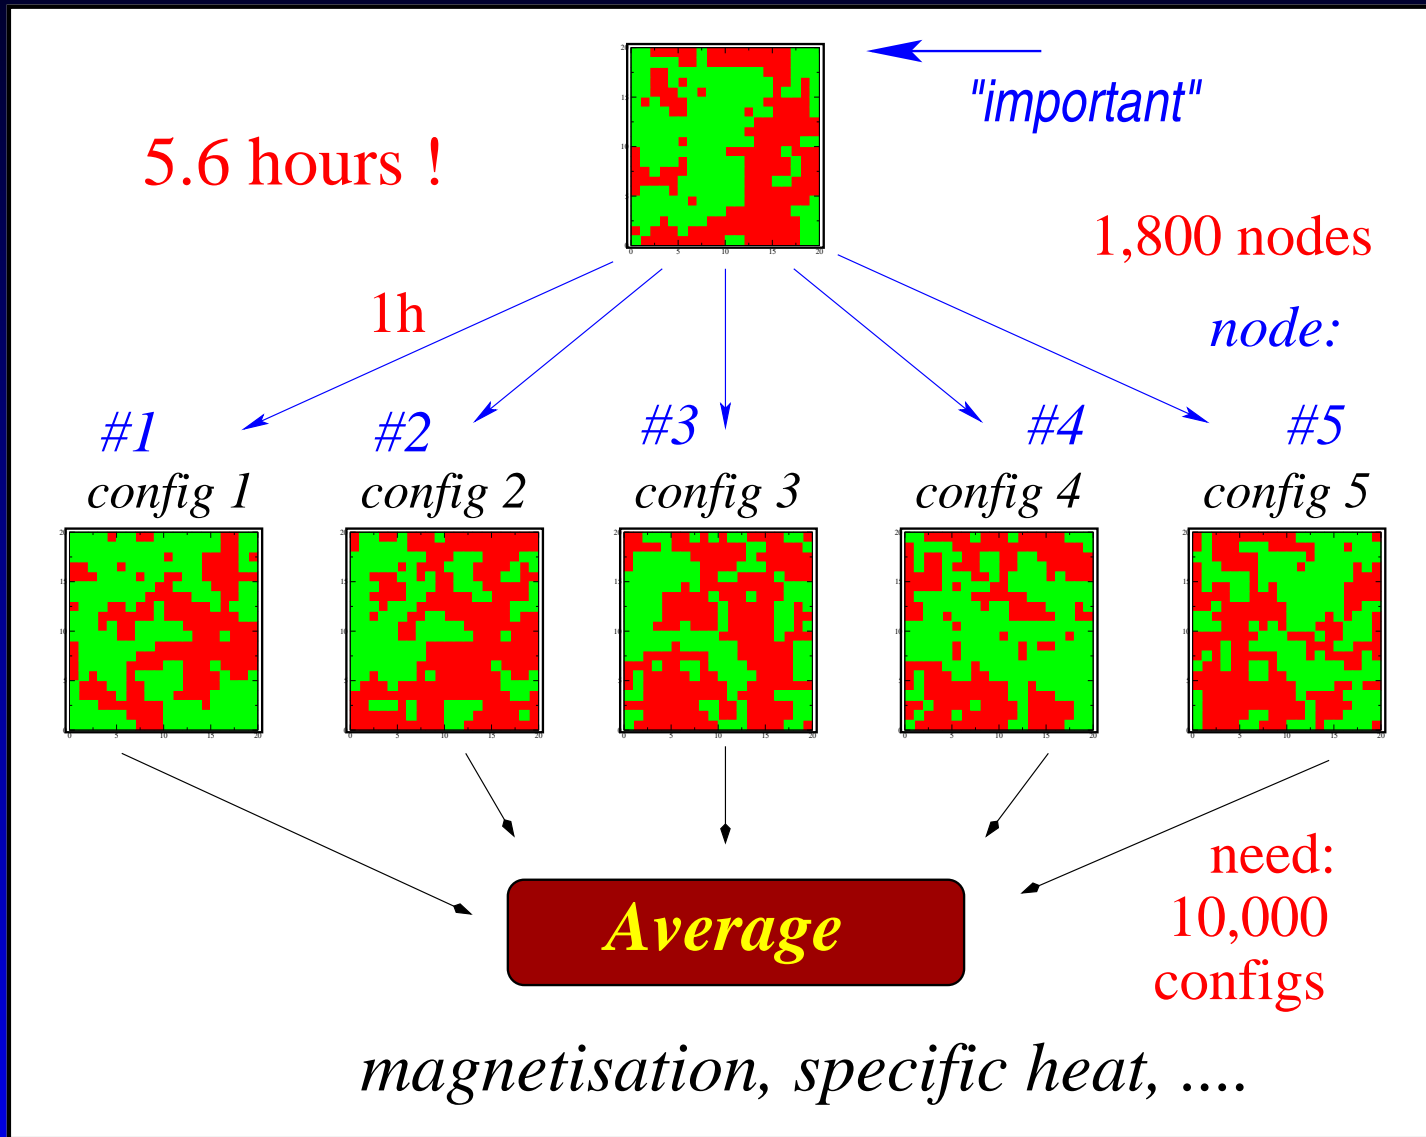 "important"
5.6 hours !
1,800 nodes
1h
node:
#1 #2 #3 #4 #5
config 1 config 2 config 3 config 4 config 5
need:
10,000
configs
Average
magnetisation, specific heat, ....